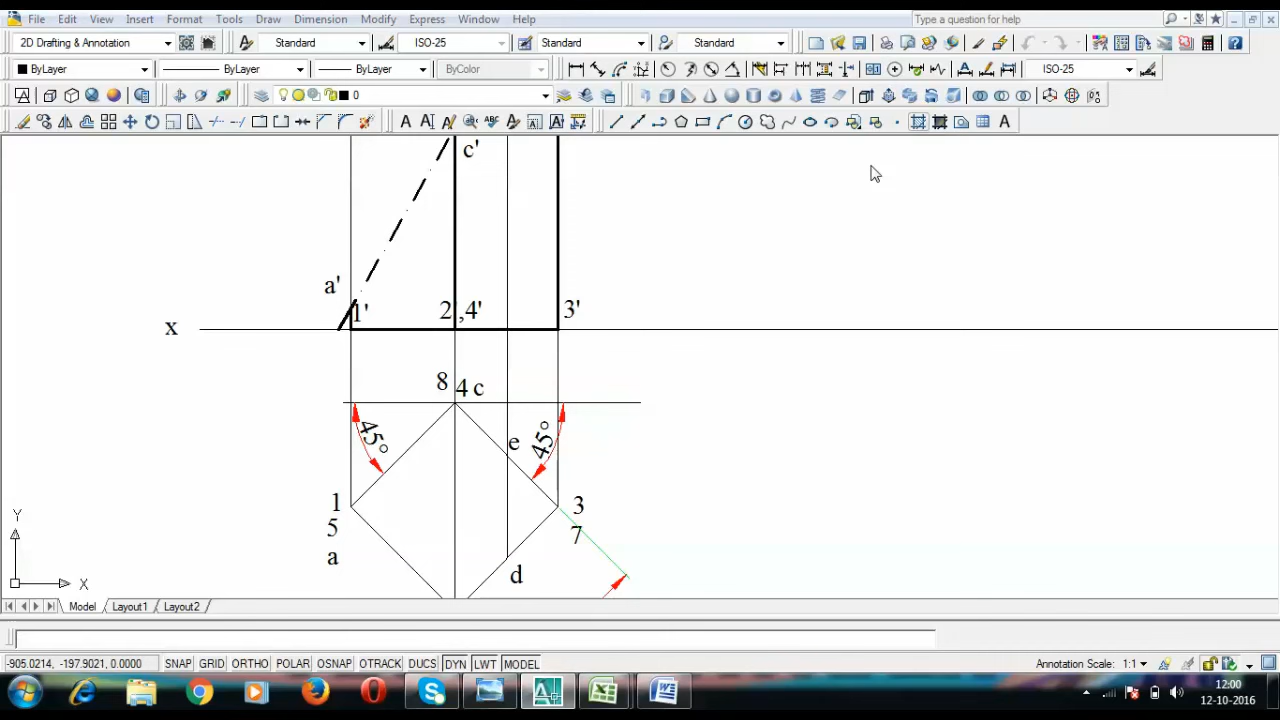 File Edit View Insert Format Tools Draw Dimension Modify Express Window Help Type a question for help
2D Drafting & Annotation Standard ISO-25 Standard Standard
ByLayer ByLayer ByLayer ByColor ISO-25
0
c'
a'
1' 2',4' 3'
x
8 4 c
45° e 45°
1 3
5 7
a
d
Y
X
Model Layout1 Layout2
-905.0214, -197.9021, 0.0000 SNAP GRID ORTHO POLAR OSNAP OTRACK DUCS DYN LWT MODEL Annotation Scale: 1:1
12:00
12-10-2016